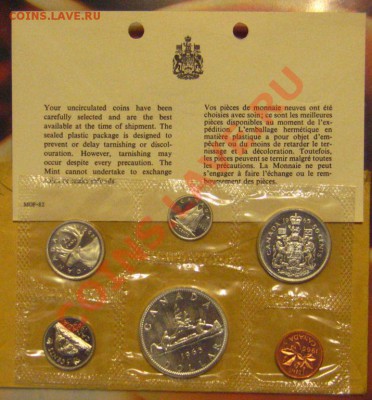 COINS.LAVE.RU
Your uncirculated coins have been
carefully selected and are the best
available at the time of shipment. The
sealed plastic package is designed to
prevent or delay tarnishing or discol-
ouration. However, tarnishing may
occur despite every precaution. The
Mint cannot undertake to exchange
Vos pièces de monnaie neuves ont été
choisies avec soin; ce sont les meilleures
pièces disponibles au moment de l'ex-
pédition. L'emballage hermétique en
matière plastique a pour objet d'em-
pêcher ou du moins de retarder le ter-
nissage et la décoloration. Toutefois,
les pièces peuvent se ternir malgré toutes
les précautions. La Monnaie ne peut
s'engager à faire l'échange ou le rem-
boursement des pièces.
CANADA
CANADA
COINS.LAVE.RU